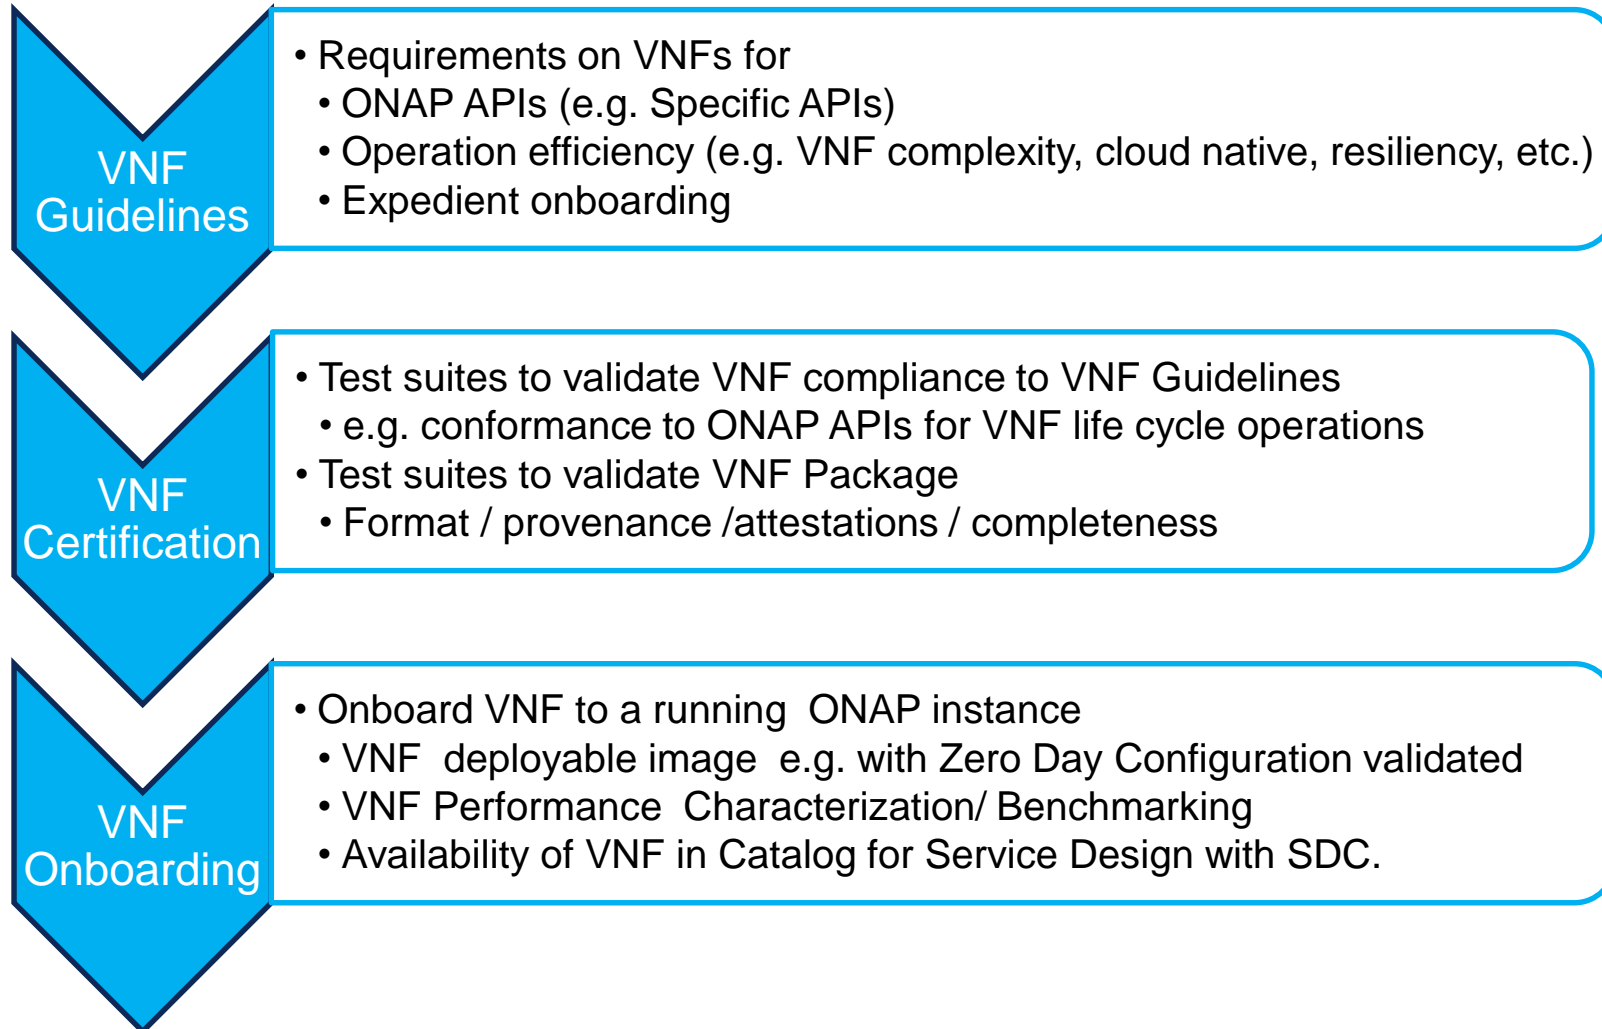 VNF
Guidelines
• Requirements on VNFs for
• ONAP APIs (e.g. Specific APIs)
• Operation efficiency (e.g. VNF complexity, cloud native, resiliency, etc.)
• Expedient onboarding
VNF
Certification
• Test suites to validate VNF compliance to VNF Guidelines
• e.g. conformance to ONAP APIs for VNF life cycle operations
• Test suites to validate VNF Package
• Format / provenance /attestations / completeness
VNF
Onboarding
• Onboard VNF to a running  ONAP instance
• VNF  deployable image  e.g. with Zero Day Configuration validated
• VNF Performance  Characterization/ Benchmarking
• Availability of VNF in Catalog for Service Design with SDC.